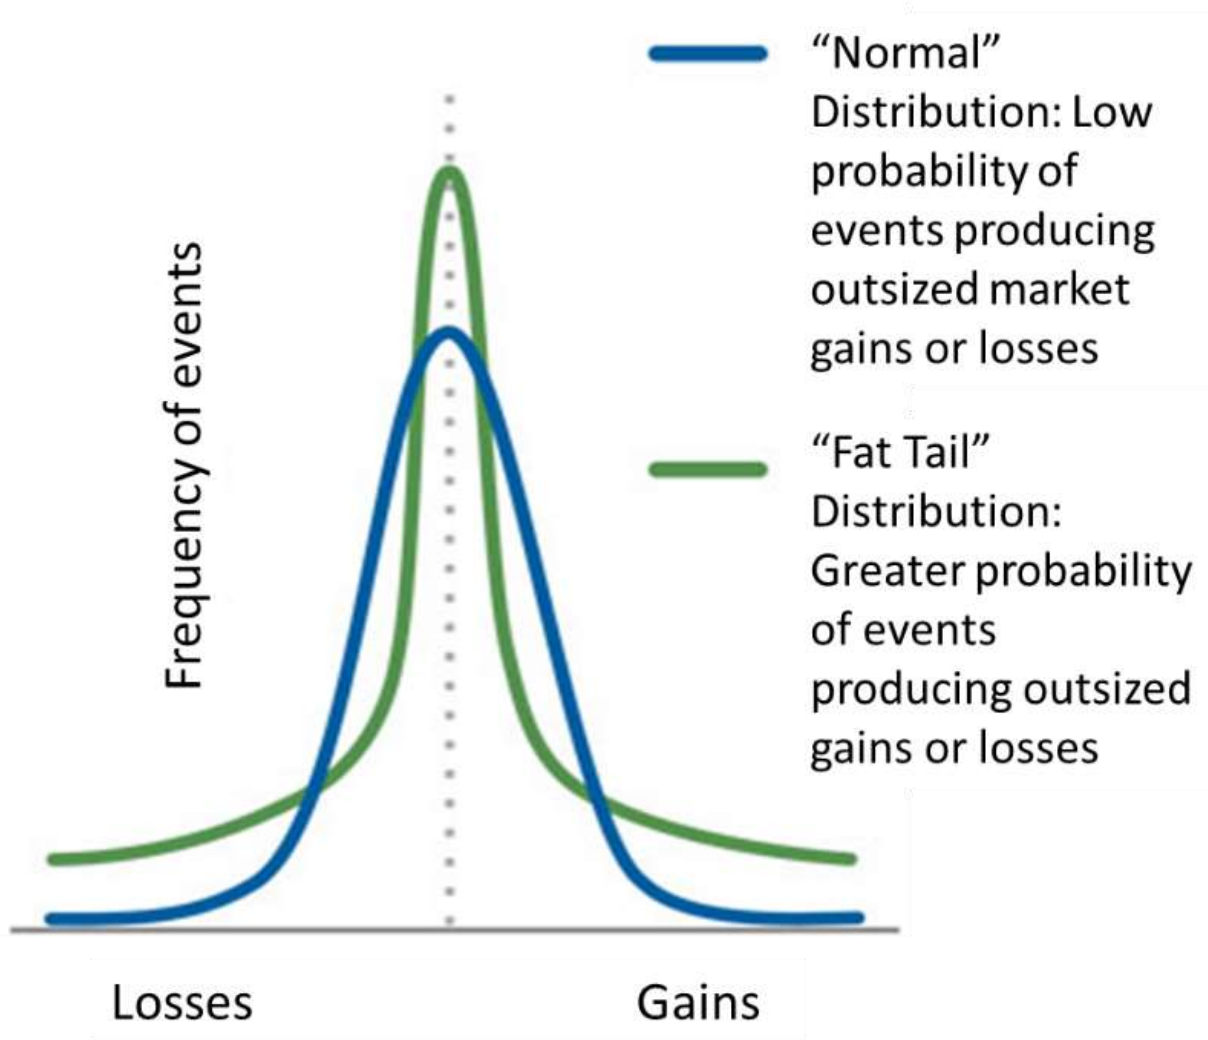 “Normal”
Distribution: Low
probability of
events producing
outsized market
gains or losses
“Fat Tail”
Distribution:
Greater probability
of events
producing outsized
gains or losses
Frequency of events
Losses
Gains